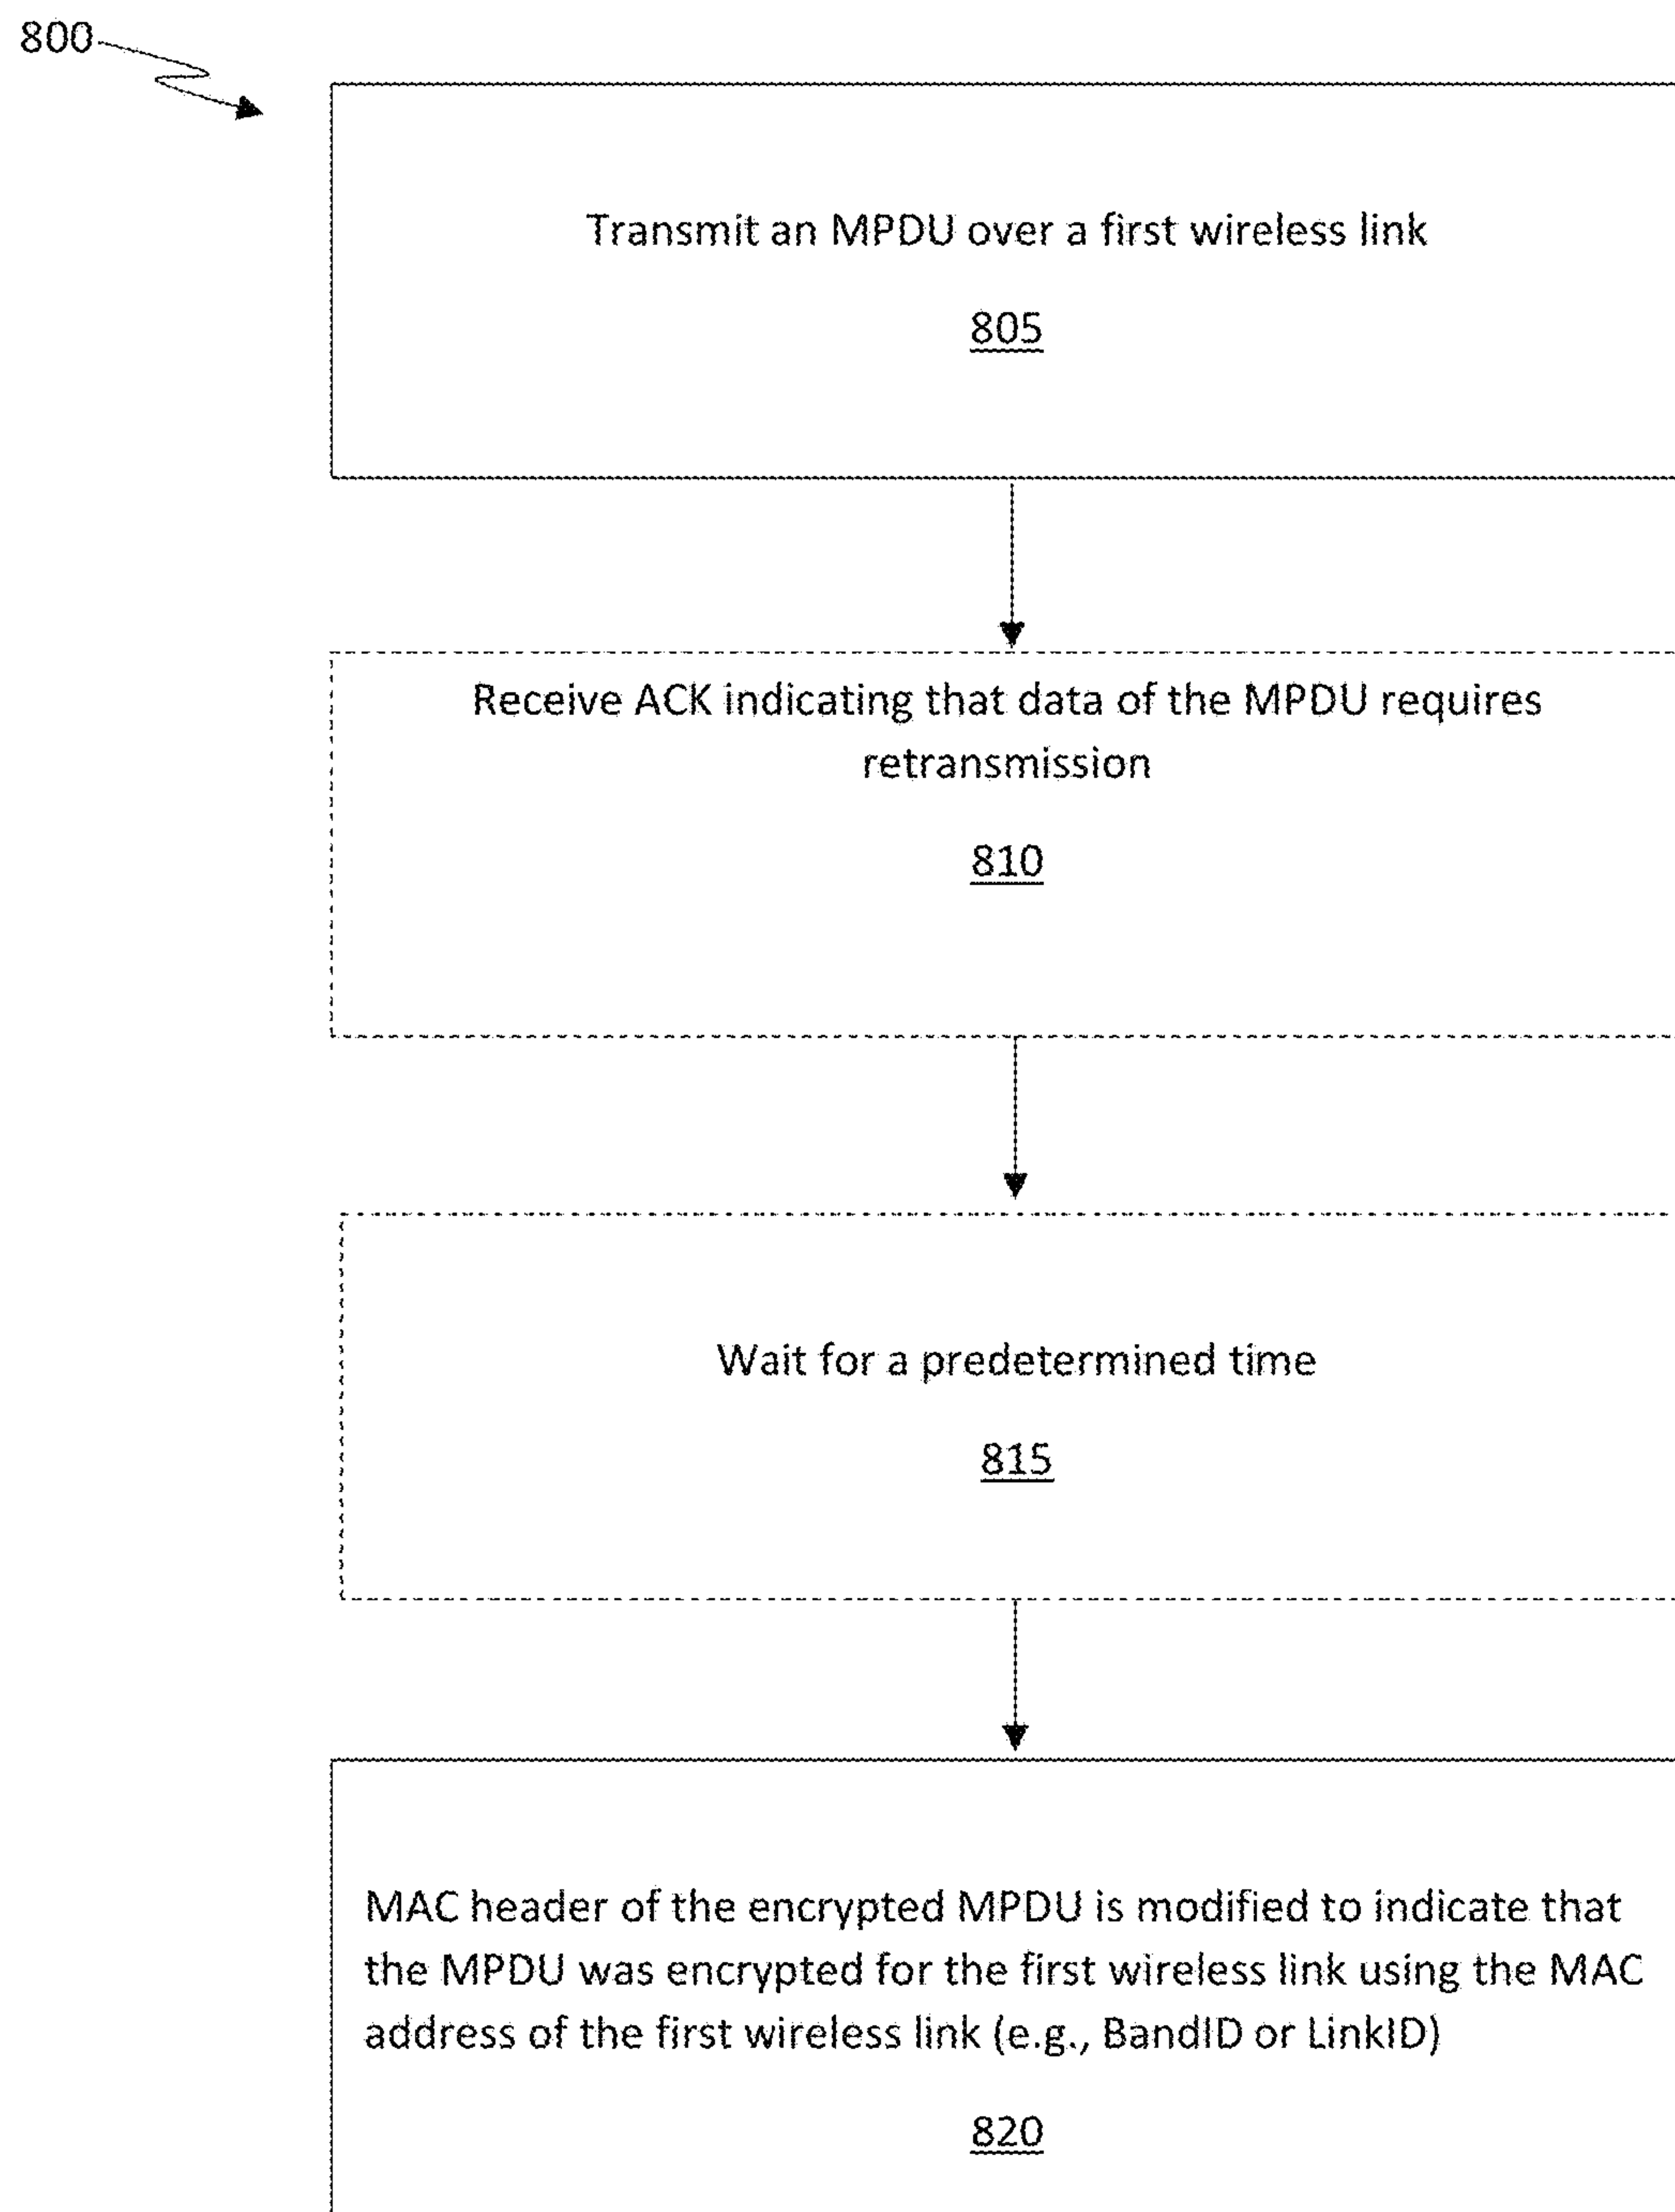 800
Transmit an MPDU over a first wireless link
805
Receive ACK indicating that data of the MPDU requires
retransmission
810
Wait for a predetermined time
815
MAC header of the encrypted MPDU is modified to indicate that
the MPDU was encrypted for the first wireless link using the MAC
address of the first wireless link (e.g., BandID or LinkID)
820